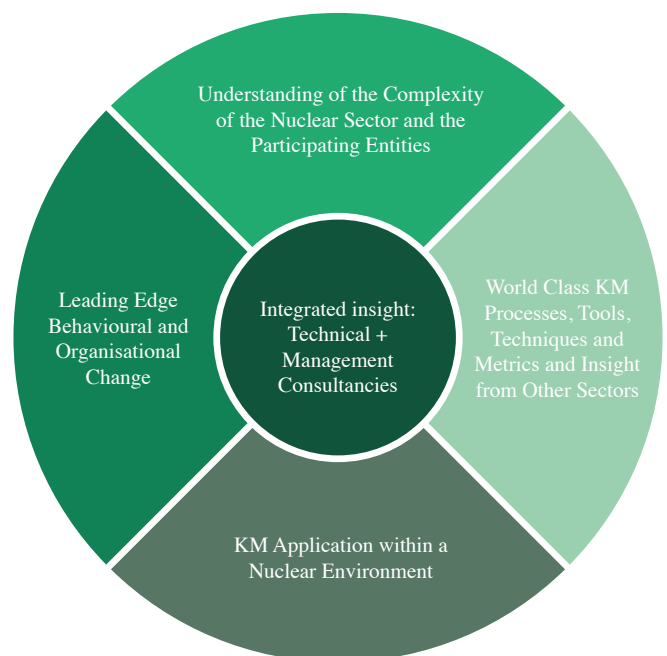 Understanding of the Complexity
of the Nuclear Sector and the
Participating Entities
Leading Edge
Behavioural and
Organisational
Change
Integrated insight:
Technical +
Management
Consultancies
World Class KM
Processes, Tools,
Techniques and
Metrics and Insight
from Other Sectors
KM Application within a
Nuclear Environment